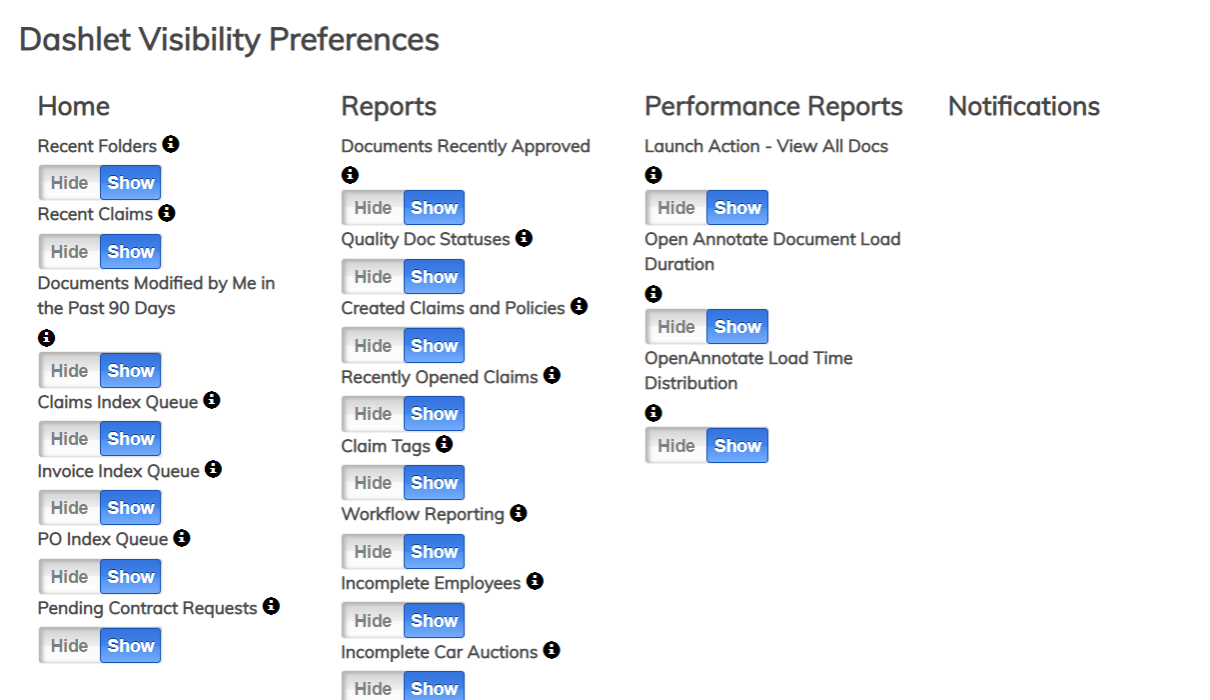 Dashlet Visibility Preferences
Home
Recent Folders
Hide Show
Recent Claims
Hide Show
Documents Modified by Me in
the Past 90 Days
Hide Show
Claims Index Queue
Hide Show
Invoice Index Queue
Hide Show
PO Index Queue
Hide Show
Pending Contract Requests
Hide Show
Reports
Documents Recently Approved
Hide Show
Quality Doc Statuses
Hide Show
Created Claims and Policies
Hide Show
Recently Opened Claims
Hide Show
Claim Tags
Hide Show
Workflow Reporting
Hide Show
Incomplete Employees
Hide Show
Incomplete Car Auctions
Hide Show
Performance Reports
Launch Action - View All Docs
Hide Show
Open Annotate Document Load
Duration
Hide Show
OpenAnnotate Load Time
Distribution
Hide Show
Notifications